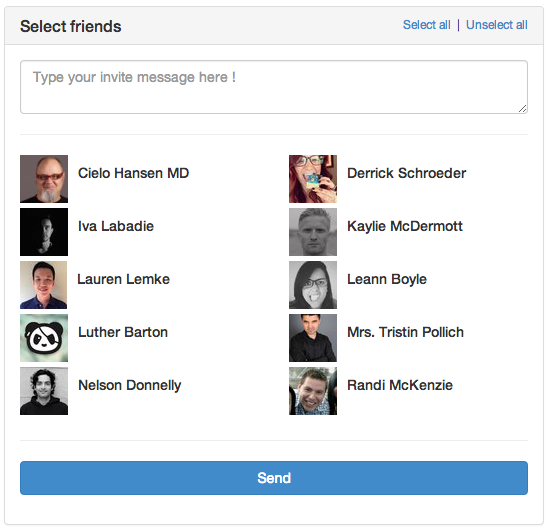 Select friends
Select all | Unselect all
Type your invite message here !
Cielo Hansen MD
Derrick Schroeder
Iva Labadie
Kaylie McDermott
Lauren Lemke
Leann Boyle
Luther Barton
Mrs. Tristin Pollich
Nelson Donnelly
Randi McKenzie
Send